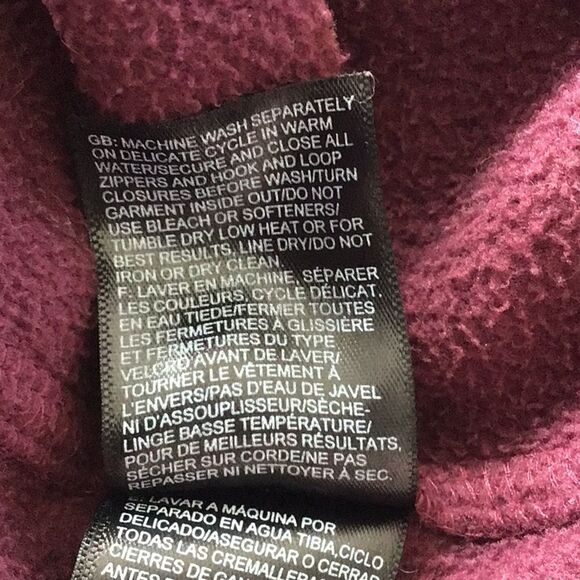 GB: MACHINE WASH SEPARATELY
ON DELICATE CYCLE IN WARM
WATER/SECURE AND CLOSE ALL
ZIPPERS AND HOOK AND LOOP
CLOSURES BEFORE WASH/TURN
GARMENT INSIDE OUT/DO NOT
USE BLEACH OR SOFTENERS/
TUMBLE DRY LOW HEAT OR FOR
BEST RESULTS, LINE DRY/DO NOT
IRON OR DRY CLEAN.
F: LAVER EN MACHINE, SÉPARER
LES COULEURS, CYCLE DÉLICAT.
EN EAU TIEDE/FERMER TOUTES
LES FERMETURES À GLISSIÈRE
ET FERMETURES DU TYPE
VELCRO AVANT DE LAVER/
TOURNER LE VÊTEMENT À
L'ENVERS/PAS D'EAU DE JAVEL
NI D'ASSOUPLISSEUR/SÈCHE-
LINGE BASSE TEMPÉRATURE/
POUR DE MEILLEURS RÉSULTATS,
SÉCHER SUR CORDE/NE PAS
REPASSER NI NETTOYER À SEC.
E: LAVAR A MÁQUINA POR
SEPARADO EN AGUA TIBIA, CICLO
DELICADO/ASEGURAR O CERRAR
TODAS LAS CREMALLERAS
CIERRES DE
ANTES